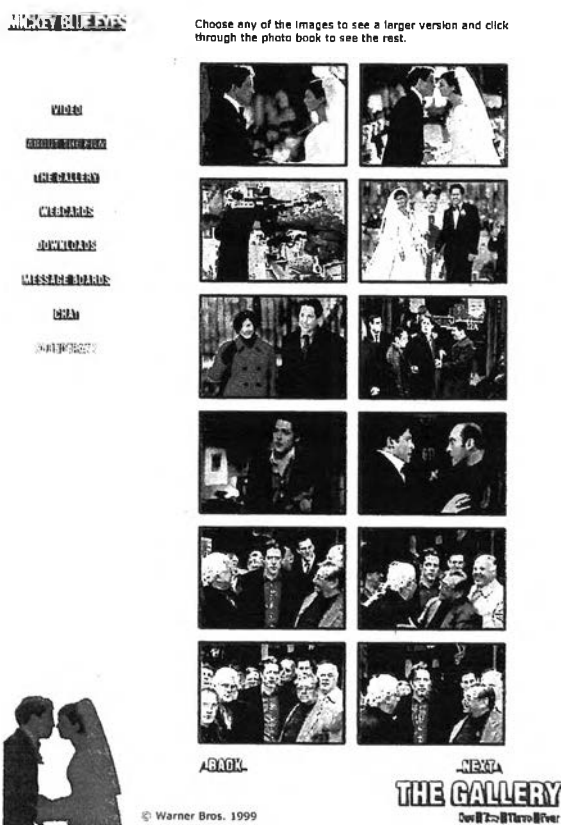 MICKEY BLUE EYES
Choose any of the images to see a larger version and click
through the photo book to see the rest.
VIDEO
ABOUT THE FILM
THE GALLERY
WEBCARDS
DOWNLOADS
MESSAGE BOARDS
CHAT
BACK
NEXT
THE GALLERY
© Warner Bros. 1999